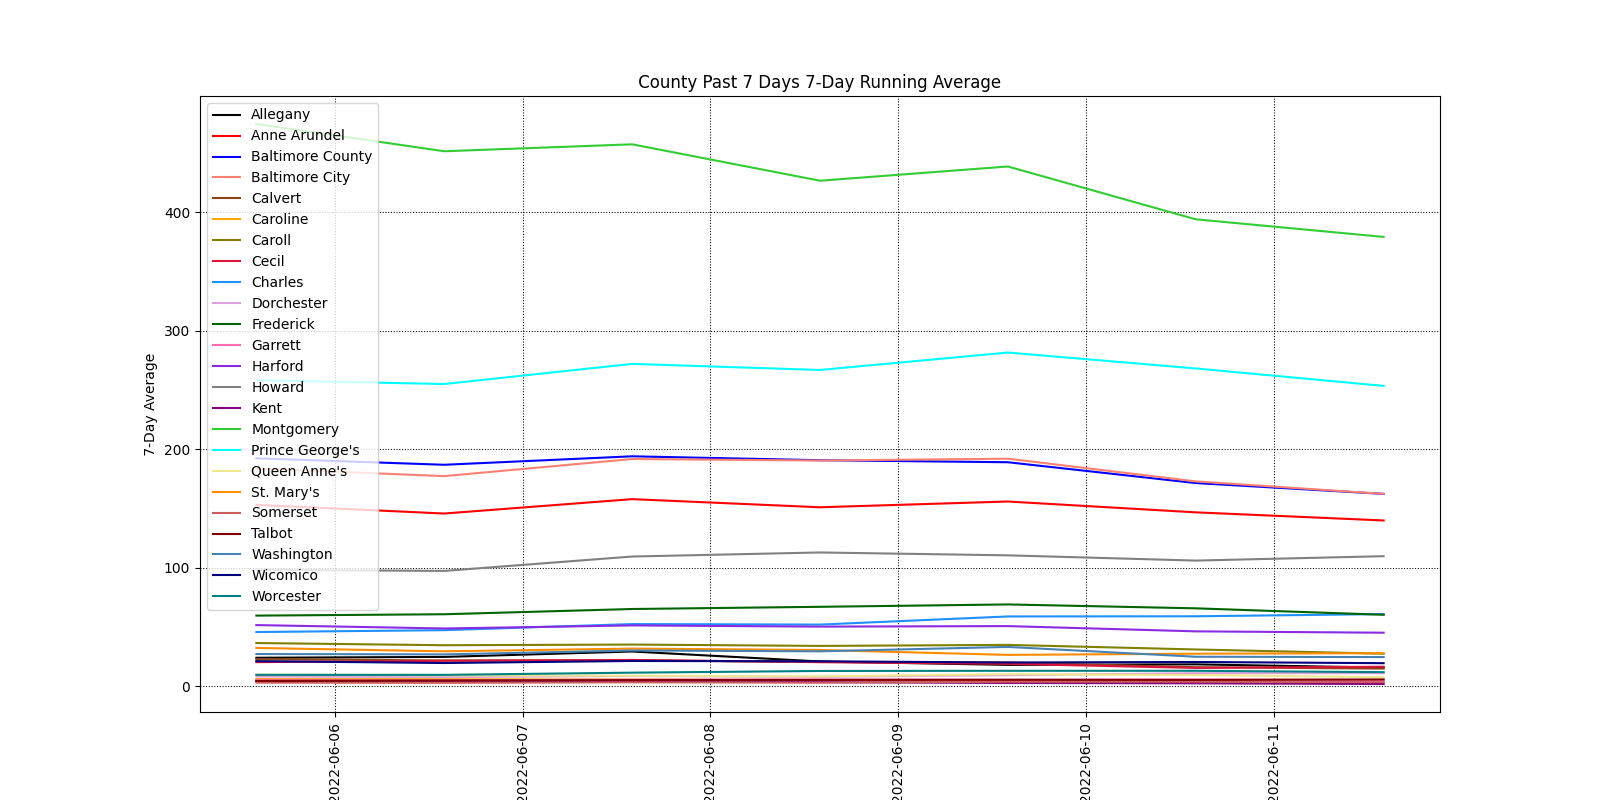 County Past 7 Days 7-Day Running Average
Allegany
Anne Arundel
Baltimore County
Baltimore City
Calvert
Caroline
Caroll
Cecil
Charles
Dorchester
Frederick
Garrett
Harford
Howard
Kent
Montgomery
Prince George's
Queen Anne's
St. Mary's
Somerset
Talbot
Washington
Wicomico
Worcester
7-Day Average
400
300
200
100
0
2022-06-06
2022-06-07
2022-06-08
2022-06-09
2022-06-10
2022-06-11